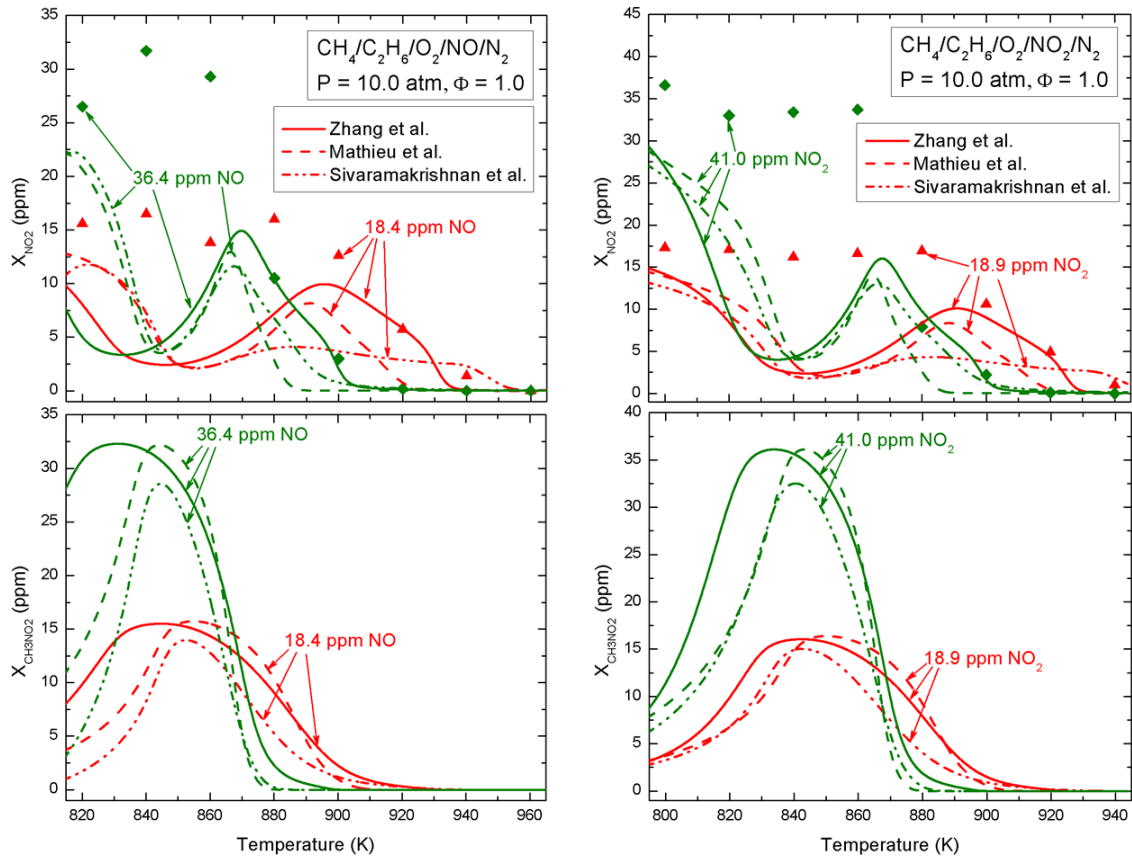 CH4/C2H6/O2/NO/N2
P = 10.0 atm, Φ = 1.0
Zhang et al.
Mathieu et al.
Sivaramakrishnan et al.
36.4 ppm NO
18.4 ppm NO
XNO2 (ppm)
35
30
25
20
15
10
5
0
CH4/C2H6/O2/NO2/N2
P = 10.0 atm, Φ = 1.0
Zhang et al.
Mathieu et al.
Sivaramakrishnan et al.
41.0 ppm NO2
18.9 ppm NO2
XNO2 (ppm)
45
40
35
30
25
20
15
10
5
0
36.4 ppm NO
18.4 ppm NO
XCH3NO2 (ppm)
35
30
25
20
15
10
5
0
820 840 860 880 900 920 940 960
Temperature (K)
41.0 ppm NO2
18.9 ppm NO2
XCH3NO2 (ppm)
40
35
30
25
20
15
10
5
0
800 820 840 860 880 900 920 940
Temperature (K)